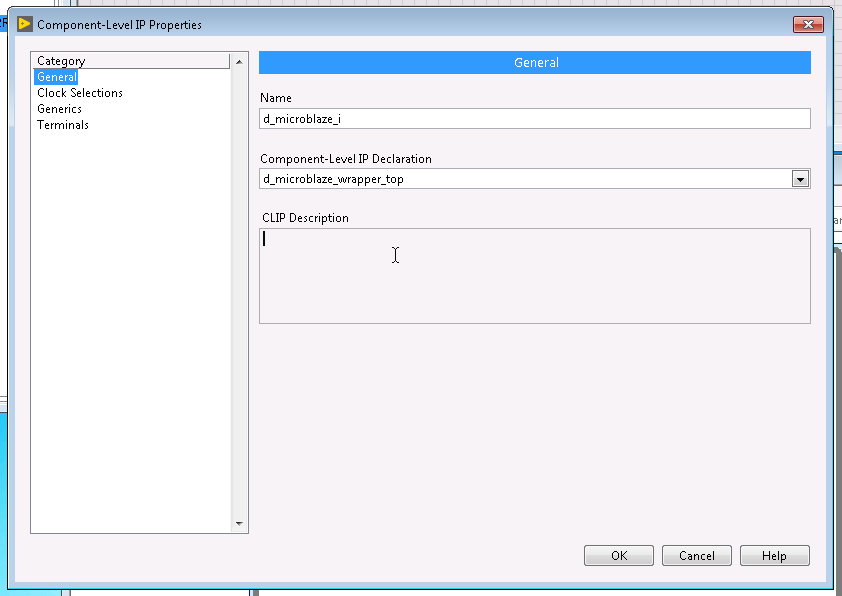 Component-Level IP Properties
Category
General
Clock Selections
Generics
Terminals
General
Name
d_microblaze_i
Component-Level IP Declaration
d_microblaze_wrapper_top
CLIP Description
OK
Cancel
Help